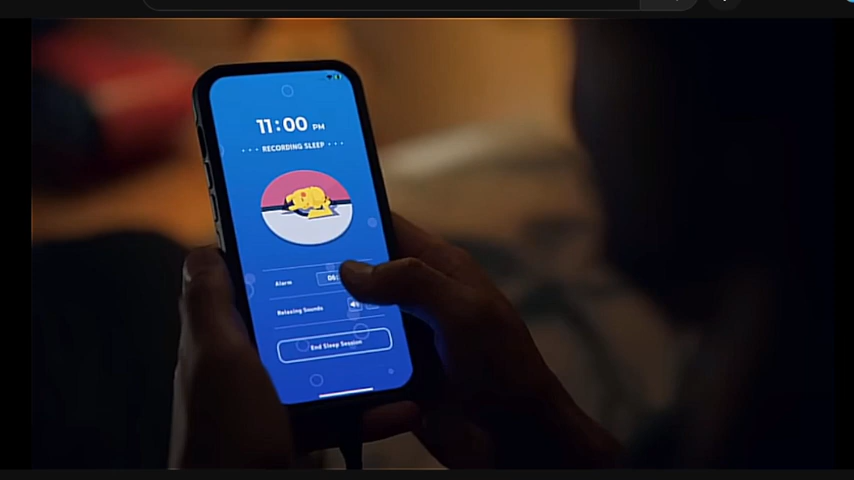 11:00 PM
RECORDING SLEEP
Alarm
Relaxing Sounds
End Sleep Session